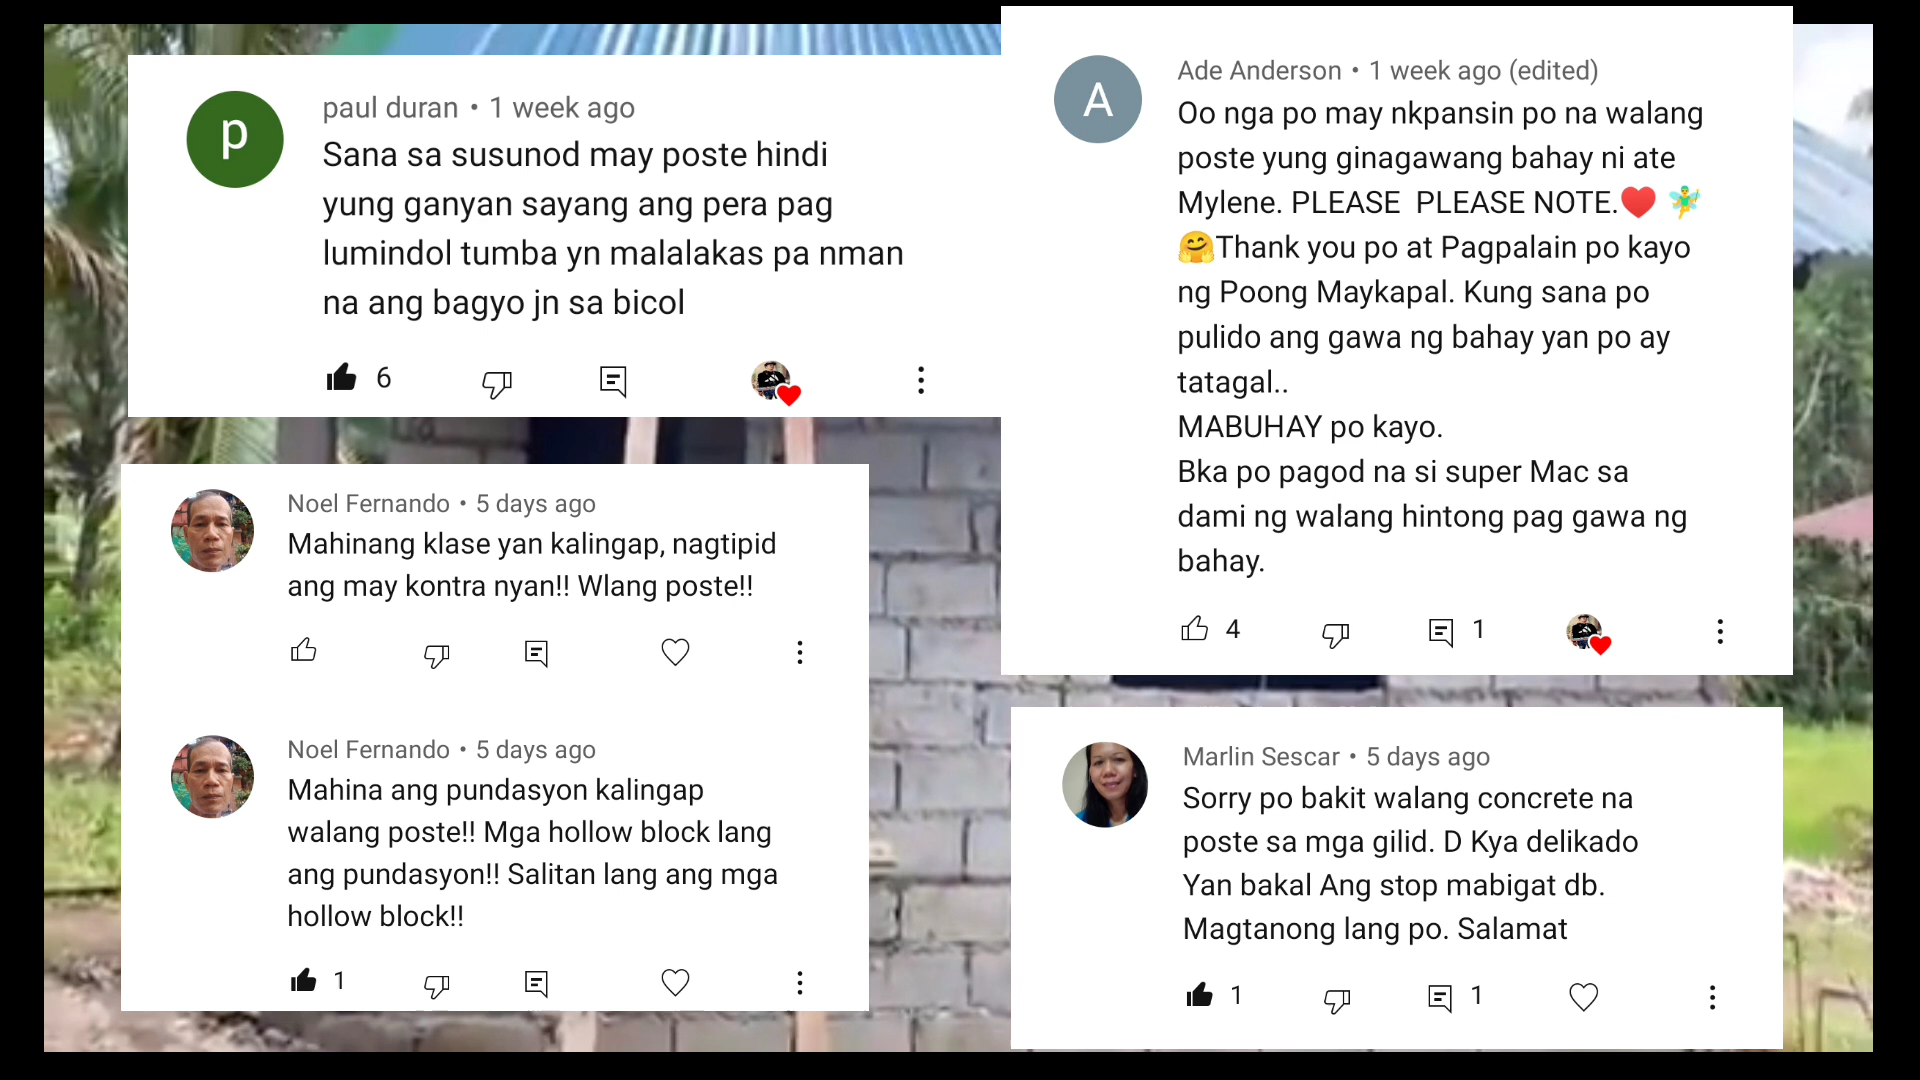 paul duran • 1 week ago
Sana sa susunod may poste hindi
yung ganyan sayang ang pera pag
lumindol tumba yn malalakas pa nman
na ang bagyo jn sa bicol
6
Noel Fernando • 5 days ago
Mahinang klase yan kalingap, nagtipid
ang may kontra nyan!! Wlang poste!!
Noel Fernando • 5 days ago
Mahina ang pundasyon kalingap
walang poste!! Mga hollow block lang
ang pundasyon!! Salitan lang ang mga
hollow block!!
1
Ade Anderson • 1 week ago (edited)
Oo nga po may nkpansin po na walang
poste yung ginagawang bahay ni ate
Mylene. PLEASE  PLEASE NOTE.❤️ 🧚‍♂️
🤗Thank you po at Pagpalain po kayo
ng Poong Maykapal. Kung sana po
pulido ang gawa ng bahay yan po ay
tatagal..
MABUHAY po kayo.
Bka po pagod na si super Mac sa
dami ng walang hintong pag gawa ng
bahay.
4 1
Marlin Sescar • 5 days ago
Sorry po bakit walang concrete na
poste sa mga gilid. D Kya delikado
Yan bakal Ang stop mabigat db.
Magtanong lang po. Salamat
1 1
p
A